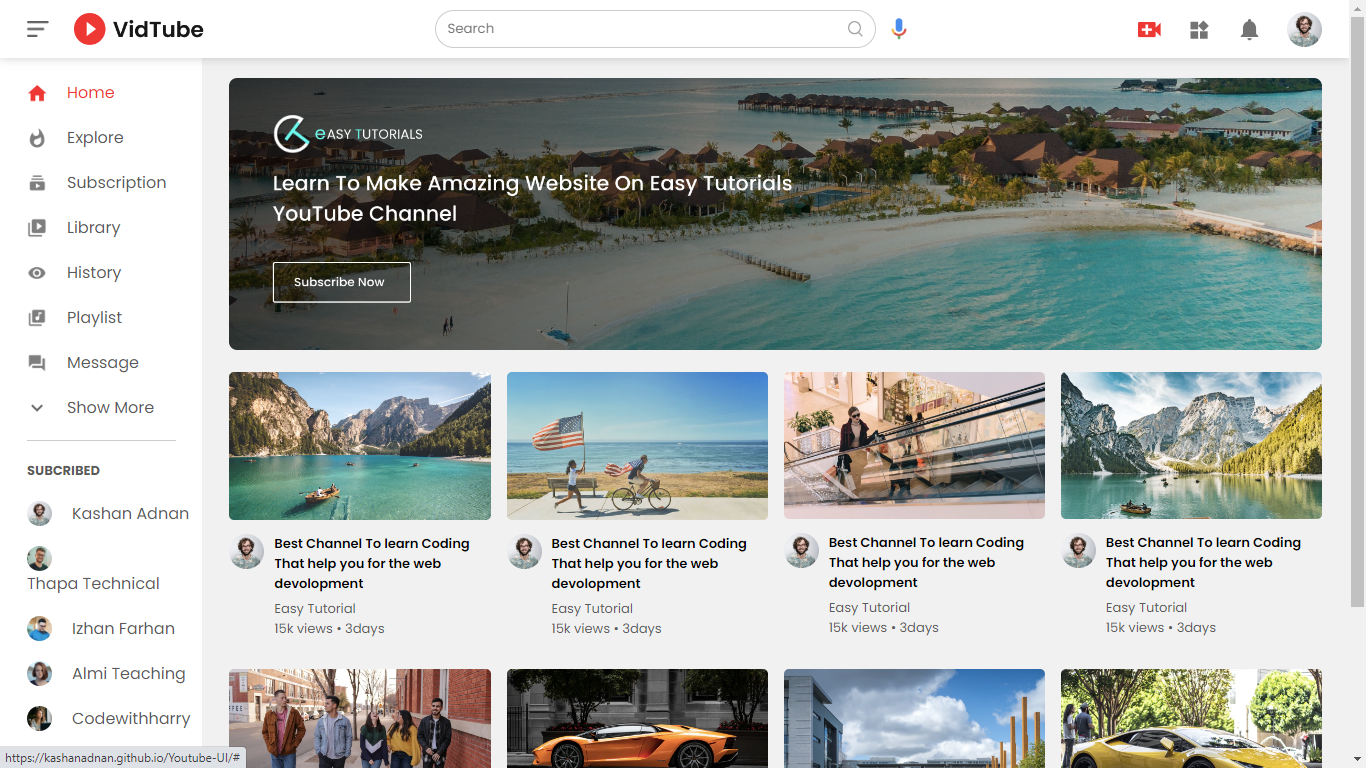 VidTube
Search
Home
Explore
Subscription
Library
History
Playlist
Message
Show More
SUBCRIBED
Kashan Adnan
Thapa Technical
Izhan Farhan
Almi Teaching
Codewithharry
eASY TUTORIALS
Learn To Make Amazing Website On Easy Tutorials
YouTube Channel
Subscribe Now
Best Channel To learn Coding
That help you for the web
devolopment
Easy Tutorial
15k views • 3days
Best Channel To learn Coding
That help you for the web
devolopment
Easy Tutorial
15k views • 3days
Best Channel To learn Coding
That help you for the web
devolopment
Easy Tutorial
15k views • 3days
Best Channel To learn Coding
That help you for the web
devolopment
Easy Tutorial
15k views • 3days
https://kashanadnan.github.io/Youtube-UI/#